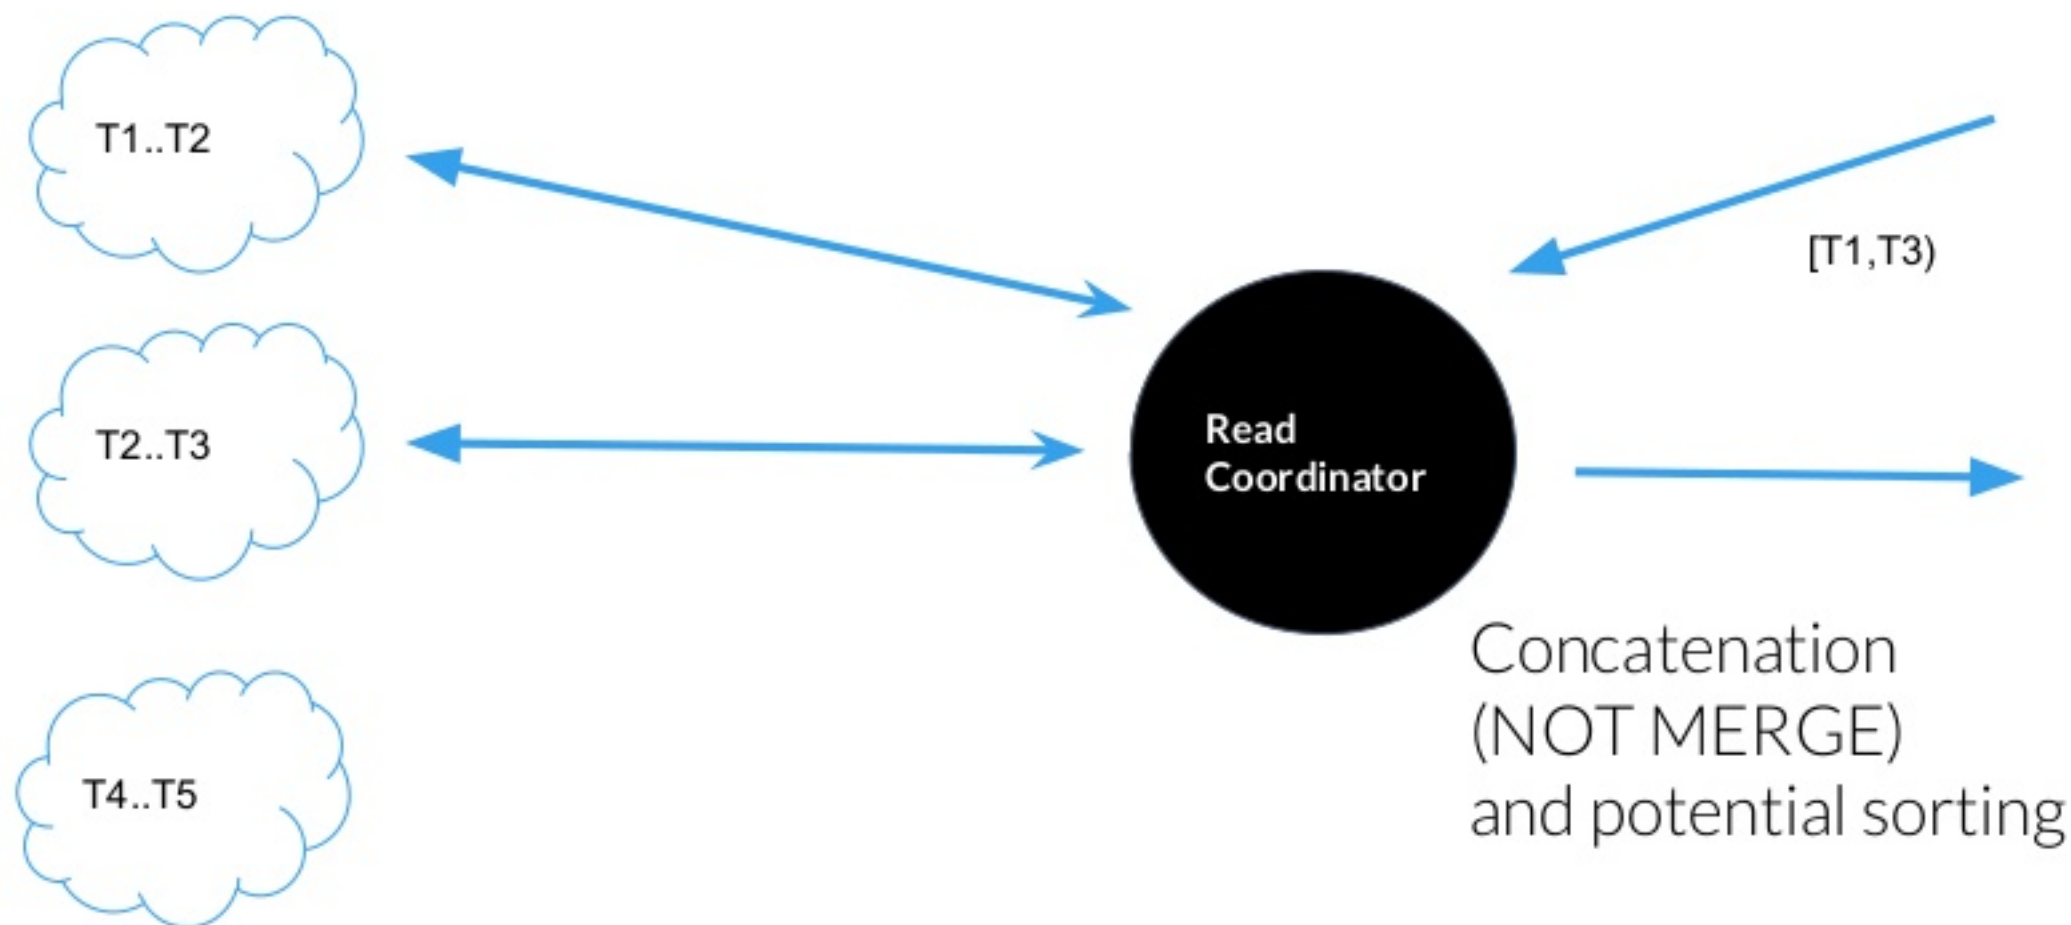 T1..T2
[T1,T3)
T2..T3
Read
Coordinator
Concatenation
(NOT MERGE)
and potential sorting
T4..T5